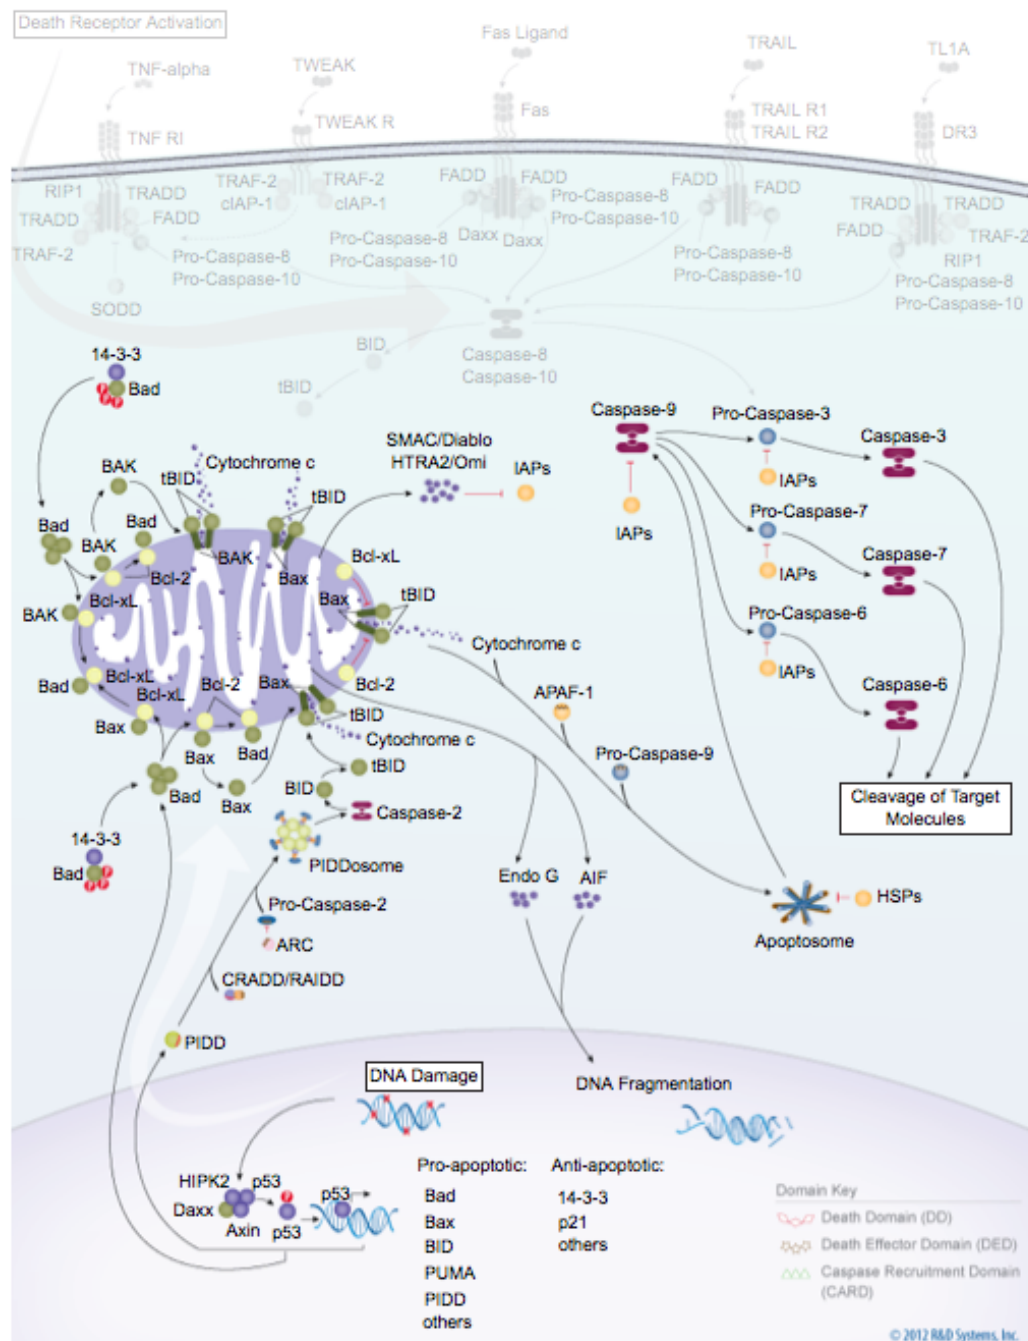 Death Receptor Activation
TNF-alpha
TWEAK
Fas Ligand
TRAIL
TL1A
TNF RI
TWEAK R
Fas
TRAIL R1
TRAIL R2
DR3
RIP1
TRADD
TRADD
FADD
TRAF-2
TRAF-2
cIAP-1
TRAF-2
cIAP-1
FADD
FADD
Pro-Caspase-8
Pro-Caspase-10
Daxx
Daxx
FADD
FADD
TRADD
TRADD
FADD
TRAF-2
RIP1
Pro-Caspase-8
Pro-Caspase-10
Pro-Caspase-8
Pro-Caspase-10
Pro-Caspase-8
Pro-Caspase-10
Pro-Caspase-8
Pro-Caspase-10
SODD
BID
tBID
Caspase-8
Caspase-10
14-3-3
Bad
SMAC/Diablo
HTRA2/Omi
IAPs
Caspase-9
IAPs
Pro-Caspase-3
IAPs
Caspase-3
Pro-Caspase-7
IAPs
Caspase-7
Pro-Caspase-6
IAPs
Caspase-6
Cleavage of Target
Molecules
BAK
tBID
Cytochrome c
tBID
Bad
Bad
BAK
Bcl-2
BAK
Bax
Bcl-xL
Bcl-xL
BAK
Bax
tBID
Cytochrome c
Bcl-xL
Bad
Bcl-xL
Bcl-2
Bax
Bcl-2
Bax
Bax
Bad
tBID
Cytochrome c
Bad
Bax
BID
tBID
Caspase-2
APAF-1
Pro-Caspase-9
14-3-3
Bad
PIDDosome
Pro-Caspase-2
ARC
CRADD/RAIDD
PIDD
Endo G
AIF
Apoptosome
HSPs
DNA Damage
DNA Fragmentation
HIPK2
p53
Daxx
Axin
p53
p53
Pro-apoptotic:
Bad
Bax
BID
PUMA
PIDD
others
Anti-apoptotic:
14-3-3
p21
others
Domain Key
Death Domain (DD)
Death Effector Domain (DED)
Caspase Recruitment Domain
(CARD)
© 2012 R&D Systems, Inc.